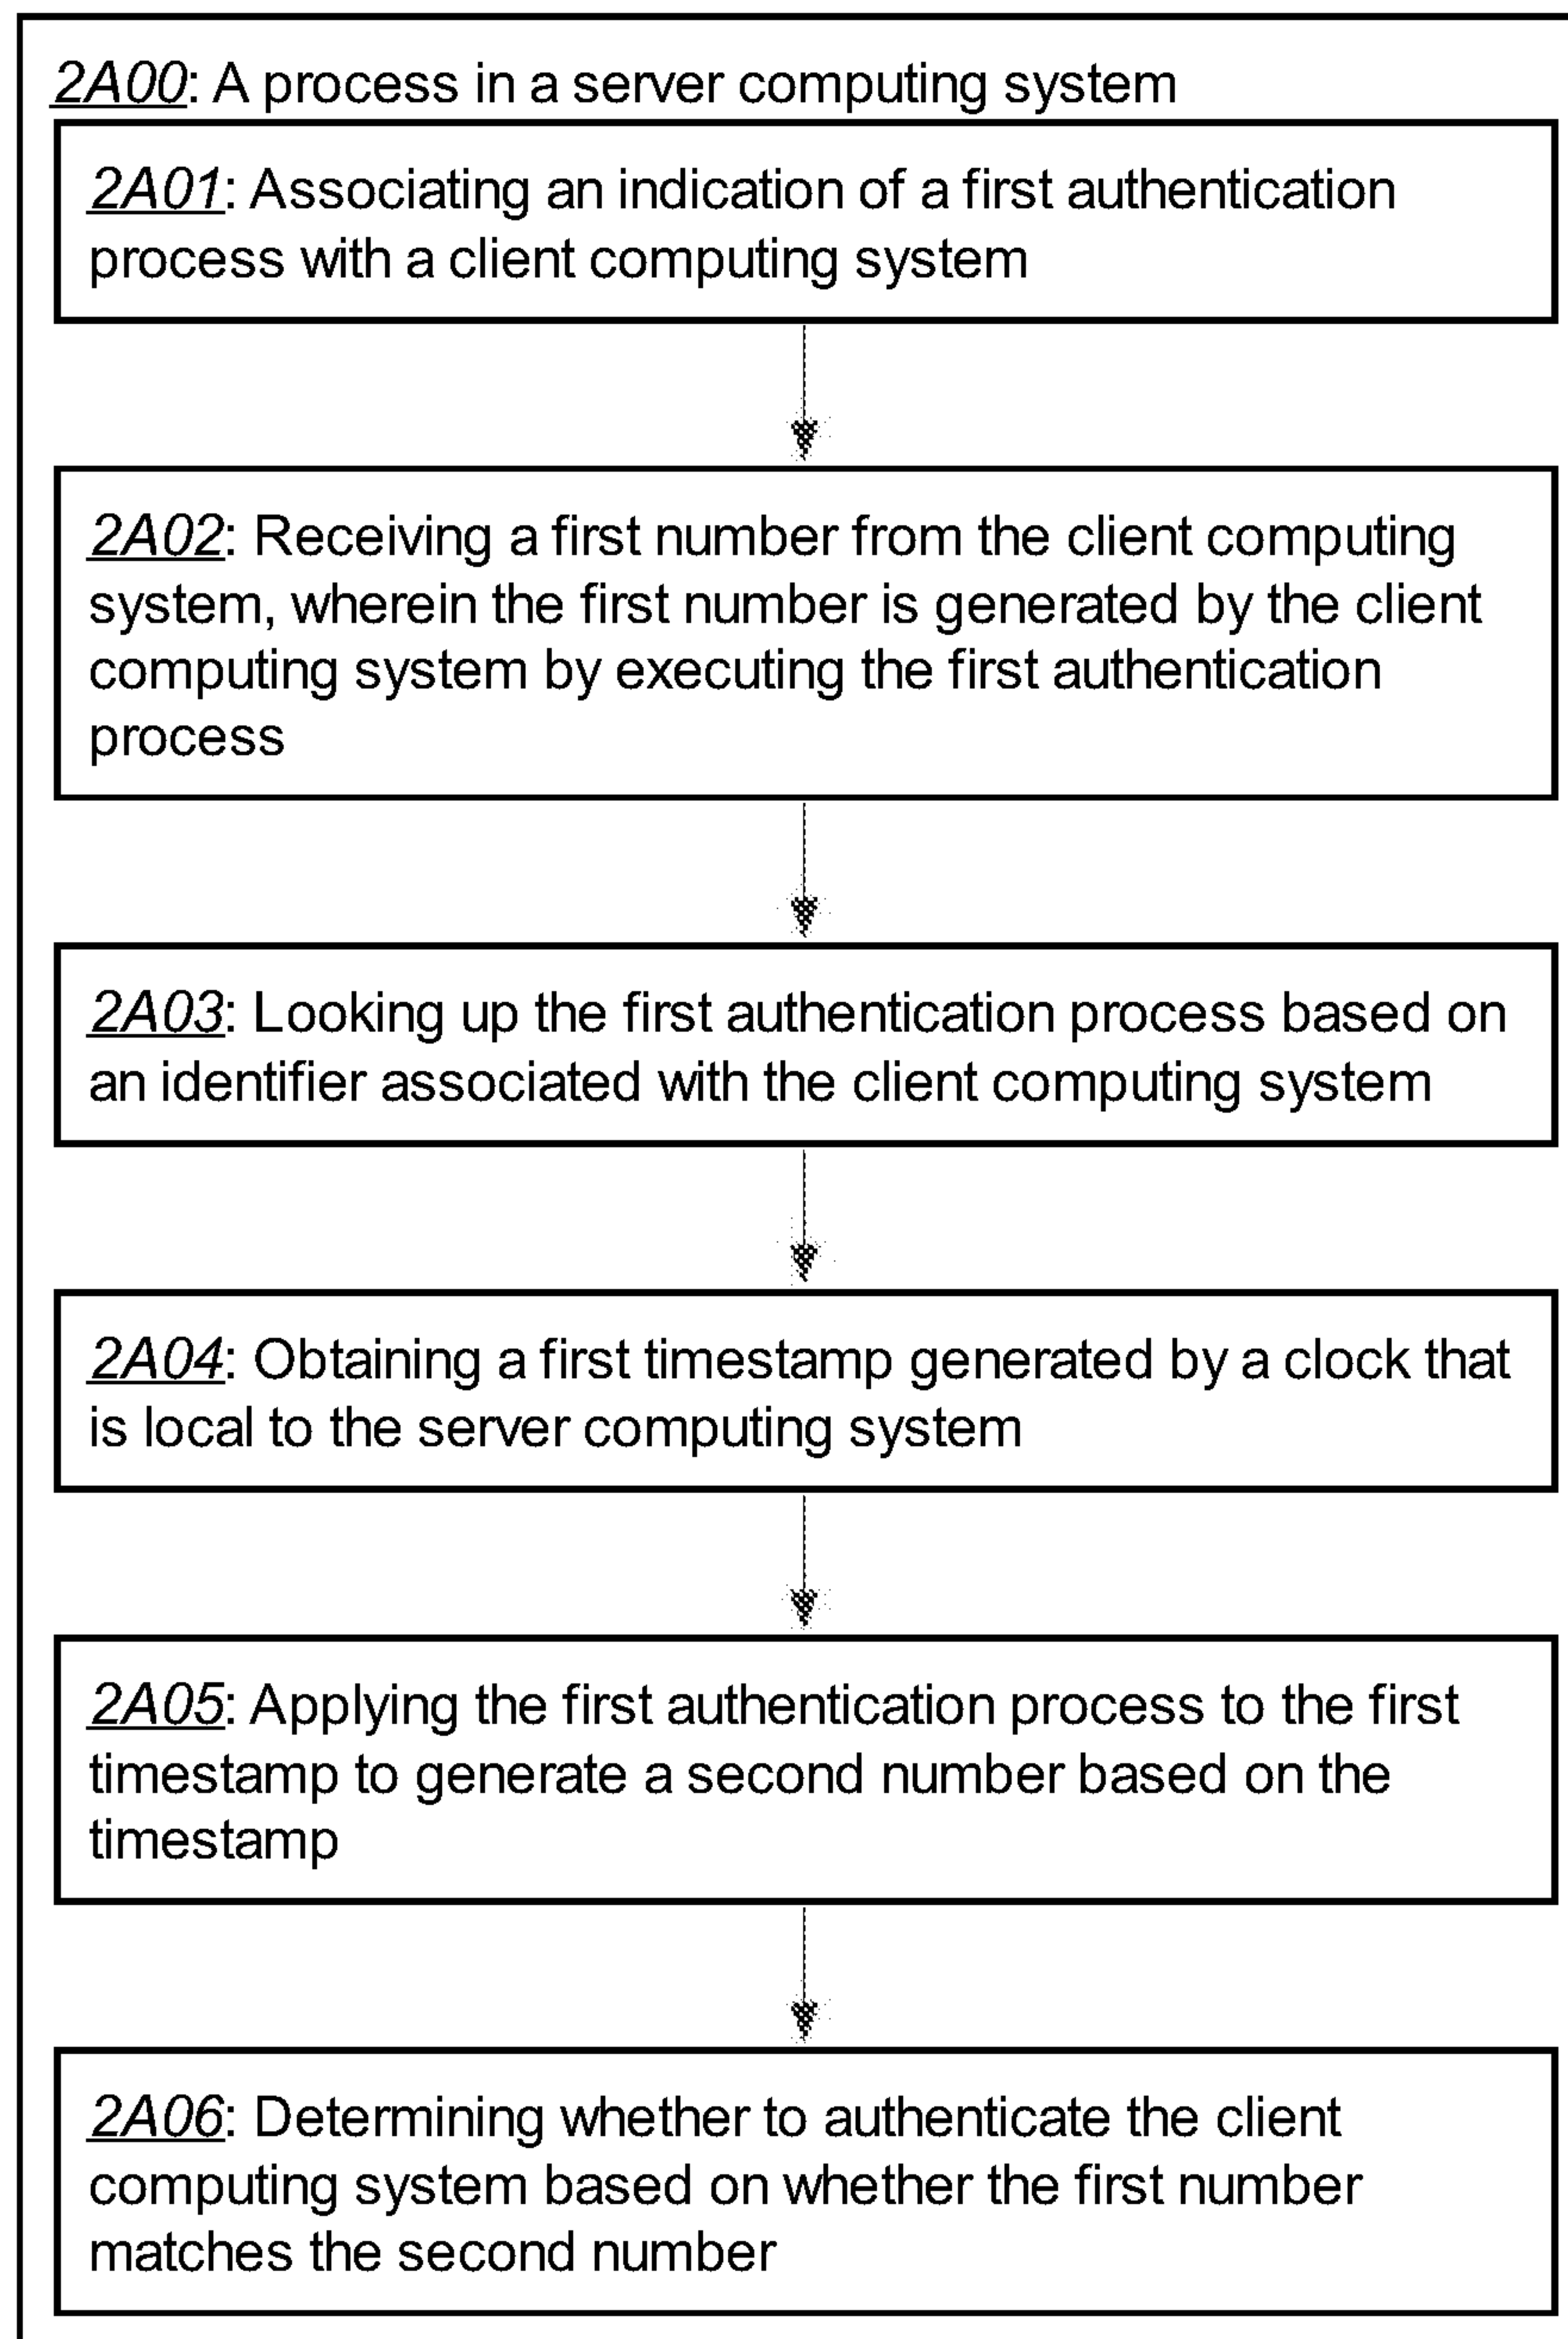 2A00: A process in a server computing system
2A01: Associating an indication of a first authentication
process with a client computing system
2A02: Receiving a first number from the client computing
system, wherein the first number is generated by the client
computing system by executing the first authentication
process
2A03: Looking up the first authentication process based on
an identifier associated with the client computing system
2A04: Obtaining a first timestamp generated by a clock that
is local to the server computing system
2A05: Applying the first authentication process to the first
timestamp to generate a second number based on the
timestamp
2A06: Determining whether to authenticate the client
computing system based on whether the first number
matches the second number